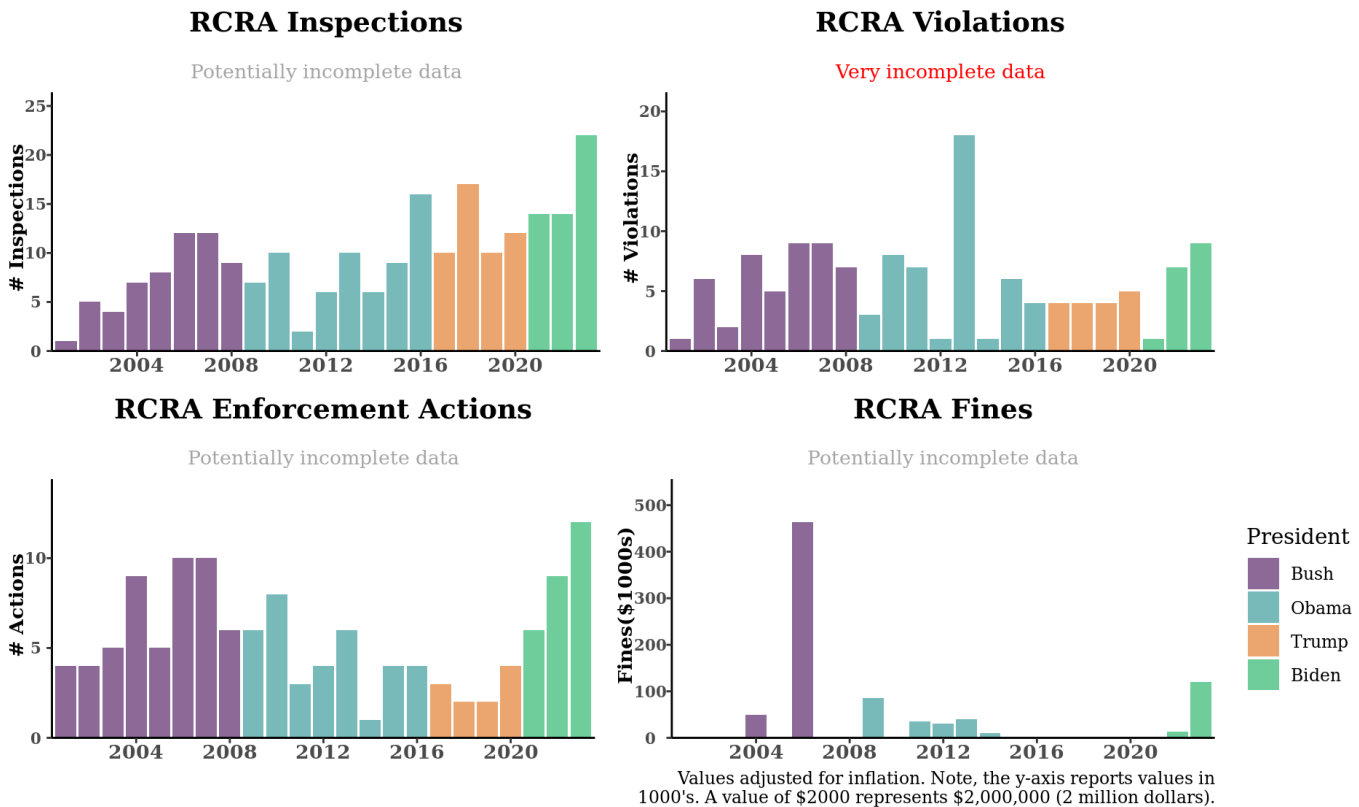 RCRA Inspections
Potentially incomplete data
# Inspections
25
20
15
10
5
0
2004 2008 2012 2016 2020
RCRA Violations
Very incomplete data
# Violations
20
15
10
5
0
2004 2008 2012 2016 2020
RCRA Enforcement Actions
Potentially incomplete data
# Actions
10
5
0
2004 2008 2012 2016 2020
RCRA Fines
Potentially incomplete data
Fines($1000s)
500
400
300
200
100
0
2004 2008 2012 2016 2020
President
Bush
Obama
Trump
Biden
Values adjusted for inflation. Note, the y-axis reports values in
1000's. A value of $2000 represents $2,000,000 (2 million dollars).